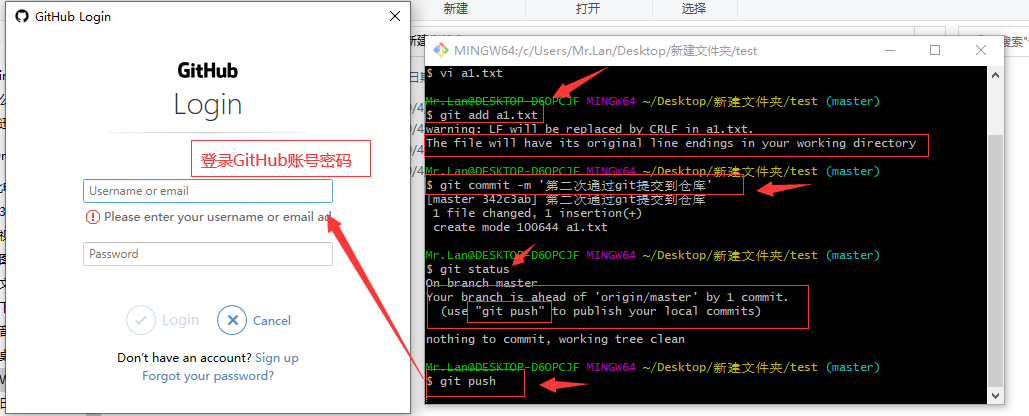 GitHub Login
GitHub
Login
登录GitHub账号密码
Username or email
Please enter your username or email ad
Password
Login
Cancel
Don't have an account? Sign up
Forgot your password?
新建
打开
选择
MINGW64:/c/Users/Mr.Lan/Desktop/新建文件夹/test
$ vi a1.txt
Mr.Lan@DESKTOP-D6OPCJF MINGW64 ~/Desktop/新建文件夹/test (master)
$ git add a1.txt
warning: LF will be replaced by CRLF in a1.txt.
The file will have its original line endings in your working directory
Mr.Lan@DESKTOP-D6OPCJF MINGW64 ~/Desktop/新建文件夹/test (master)
$ git commit -m '第二次通过git提交到仓库'
[master 342c3ab] 第二次通过git提交到仓库
1 file changed, 1 insertion(+)
create mode 100644 a1.txt
Mr.Lan@DESKTOP-D6OPCJF MINGW64 ~/Desktop/新建文件夹/test (master)
$ git status
On branch master
Your branch is ahead of 'origin/master' by 1 commit.
(use "git push" to publish your local commits)
nothing to commit, working tree clean
Mr.Lan@DESKTOP-D6OPCJF MINGW64 ~/Desktop/新建文件夹/test (master)
$ git push